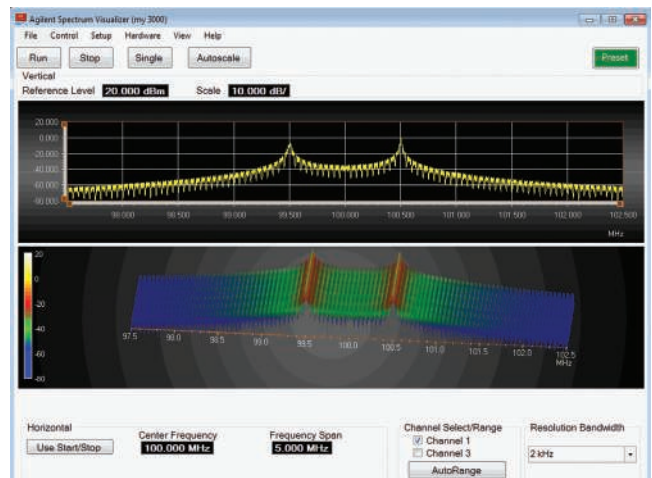 Agilent Spectrum Visualizer (my 3000)
File Control Setup Hardware View Help
Run Stop Single Autoscale Preset
Vertical
Reference Level 20.000 dBm Scale 10.000 dB/
20.000
0.000
-20.000
-40.000
-60.000
-80.000
98.000 98.500 99.000 99.500 100.000 100.500 101.000 101.500 102.000 102.500
MHz
20
0
-20
-40
-60
-80
97.5 98.0 98.5 99.0 99.5 100.0 100.5 101.0 101.5 102.0 102.5
MHz
Horizontal
Use Start/Stop
Center Frequency
100.000 MHz
Frequency Span
5.000 MHz
Channel Select/Range
Channel 1
Channel 3
AutoRange
Resolution Bandwidth
2 kHz